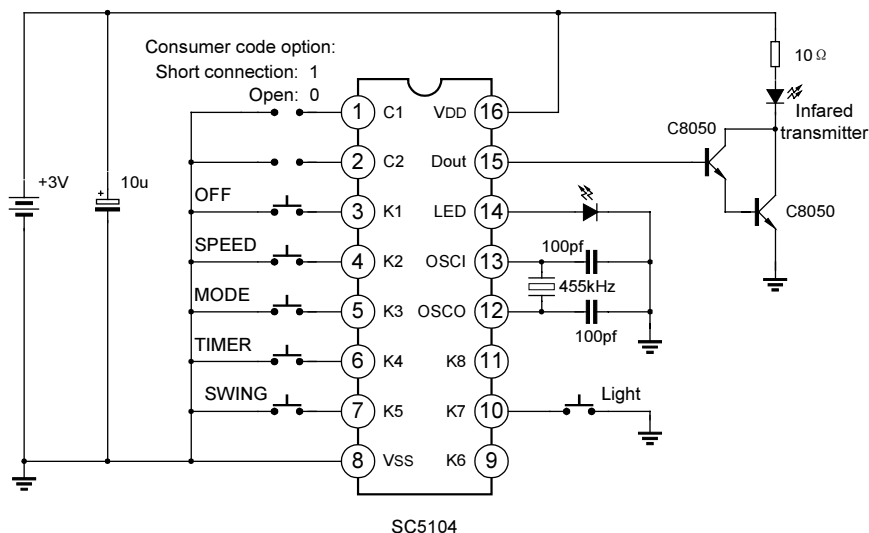 Consumer code option:
Short connection: 1
Open: 0
+3V
+
10u
OFF
SPEED
MODE
TIMER
SWING
1 C1
2 C2
3 K1
4 K2
5 K3
6 K4
7 K5
8 VSS
VDD 16
Dout 15
LED 14
OSCI 13
OSCO 12
K8 11
K7 10
K6 9
100pf
455kHz
100pf
Light
10Ω
Infared
transmitter
C8050
C8050
SC5104